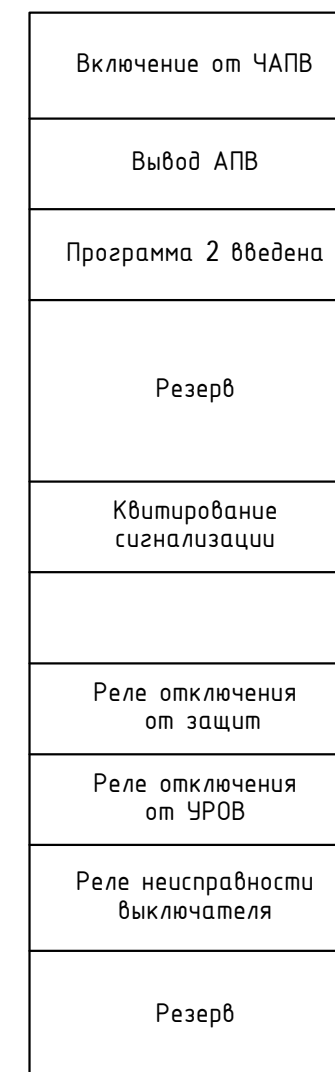 Включение от ЧАПВ
Вывод АПВ
Программа 2 введена
Резерв
Квитирование
сигнализации
Реле отключения
от защит
Реле отключения
от УРОВ
Реле неисправности
выключателя
Резерв